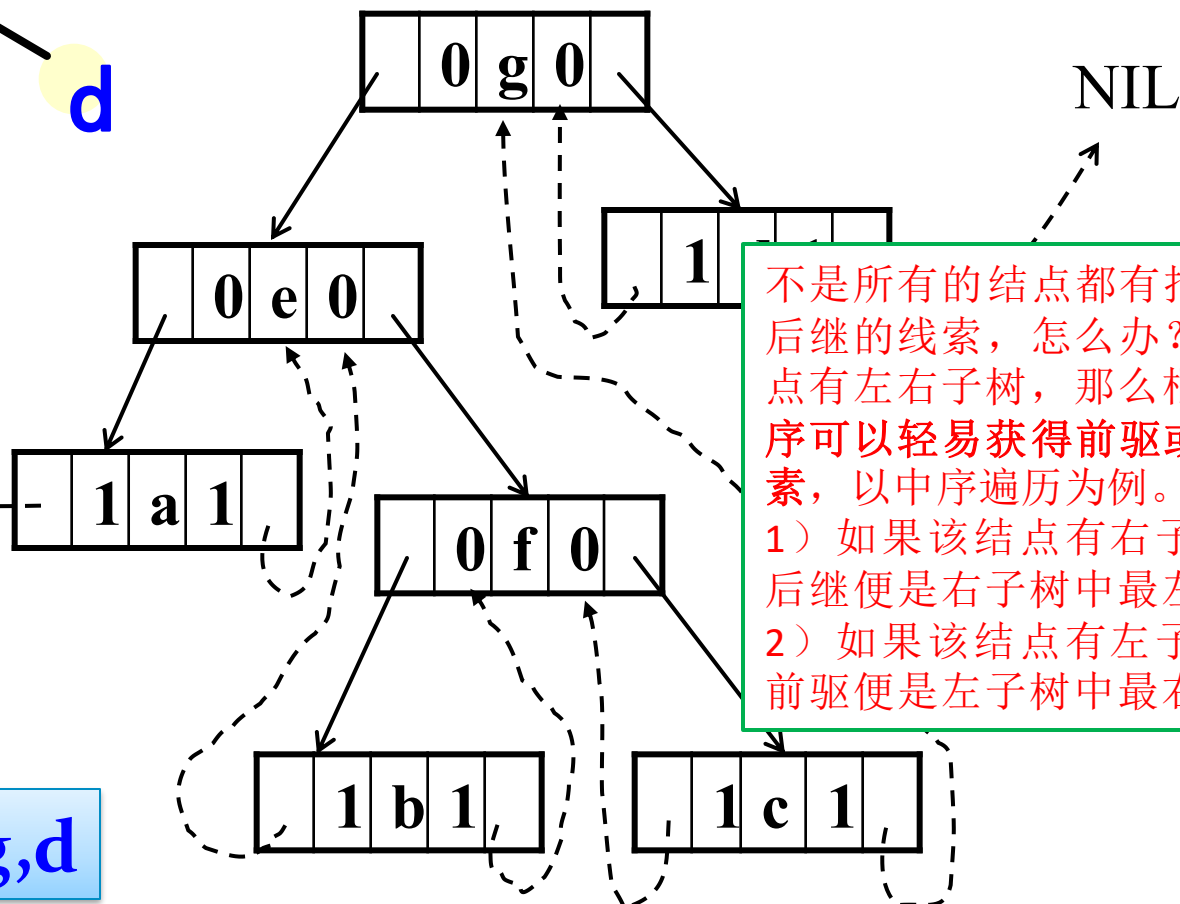 d
0 g 0
NIL
1
0 e 0
1 a 1
0 f 0
1 b 1
1 c 1
g,d
不是所有的结点都有
后继的线索，怎么办？
点有左右子树，那么
序可以轻易获得前驱
素，以中序遍历为例。
1）如果该结点有右子
后继便是右子树中最左
2）如果该结点有左子
前驱便是左子树中最右